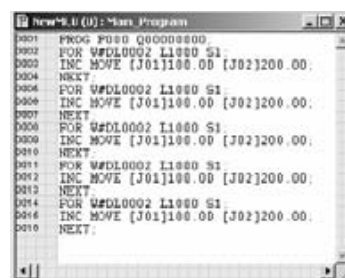 (U) : Main_Program
0001 PROG P000 Q00000000;
0002 FOR W#DL0002 L1000 S1;
0003 INC MOVE [J01]100.00 [J02]200.00;
0004 NEXT;
0005 FOR W#DL0002 L1000 S1;
0006 INC MOVE [J01]100.00 [J02]200.00;
0007 NEXT;
0008 FOR W#DL0002 L1000 S1;
0009 INC MOVE [J01]100.00 [J02]200.00;
0010 NEXT;
0011 FOR W#DL0002 L1000 S1;
0012 INC MOVE [J01]100.00 [J02]200.00;
0013 NEXT;
0014 FOR W#DL0002 L1000 S1;
0015 INC MOVE [J01]100.00 [J02]200.00;
0016 NEXT;